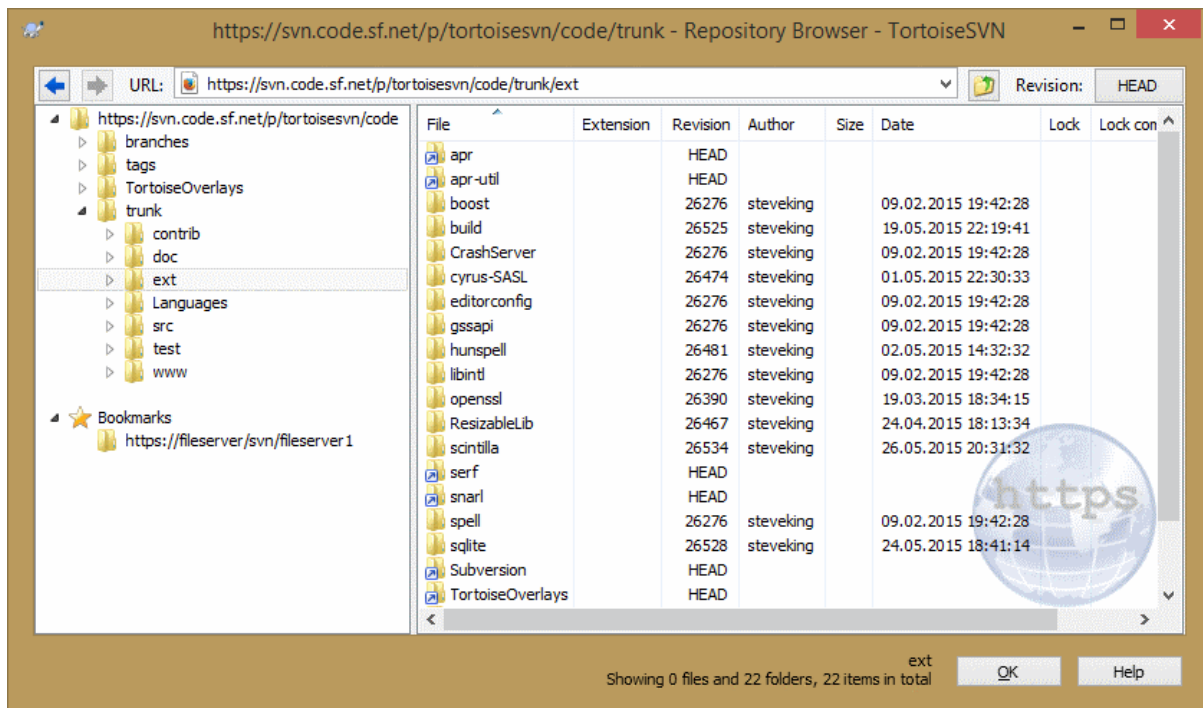 https://svn.code.sf.net/p/tortoisesvn/code/trunk - Repository Browser - TortoiseSVN
URL: https://svn.code.sf.net/p/tortoisesvn/code/trunk/ext Revision: HEAD
https://svn.code.sf.net/p/tortoisesvn/code
branches
tags
TortoiseOverlays
trunk
contrib
doc
ext
Languages
src
test
www
Bookmarks
https://fileserver/svn/fileserver1
File Extension Revision Author Size Date Lock Lock com
apr HEAD
apr-util HEAD
boost 26276 steveking 09.02.2015 19:42:28
build 26525 steveking 19.05.2015 22:19:41
CrashServer 26276 steveking 09.02.2015 19:42:28
cyrus-SASL 26474 steveking 01.05.2015 22:30:33
editorconfig 26276 steveking 09.02.2015 19:42:28
gssapi 26276 steveking 09.02.2015 19:42:28
hunspell 26481 steveking 02.05.2015 14:32:32
libintl 26276 steveking 09.02.2015 19:42:28
openssl 26390 steveking 19.03.2015 18:34:15
ResizableLib 26467 steveking 24.04.2015 18:13:34
scintilla 26534 steveking 26.05.2015 20:31:32
serf HEAD
snarl HEAD
spell 26276 steveking 09.02.2015 19:42:28
sqlite 26528 steveking 24.05.2015 18:41:14
Subversion HEAD
TortoiseOverlays HEAD
https
ext
Showing 0 files and 22 folders, 22 items in total
OK Help